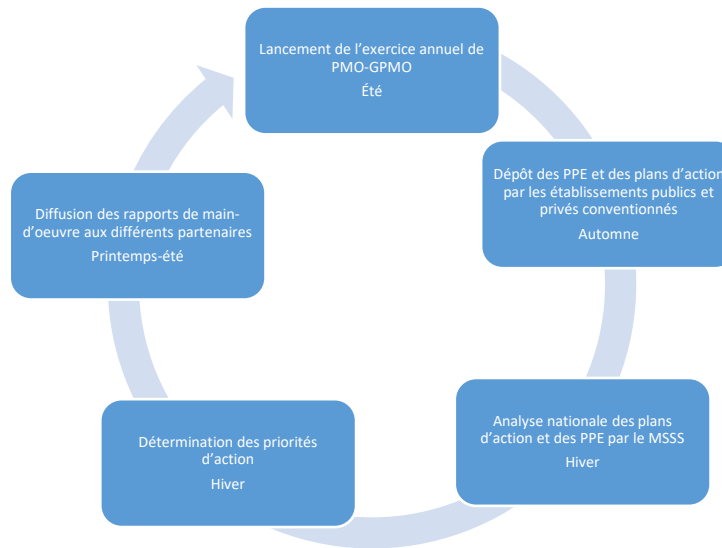 Lancement de l’exercice annuel de
PMO-GPMO
Été
Dépôt des PPE et des plans d’action
par les établissements publics et
privés conventionnés
Automne
Analyse nationale des plans
d’action et des PPE par le MSSS
Hiver
Détermination des priorités
d’action
Hiver
Diffusion des rapports de main-
d’oeuvre aux différents partenaires
Printemps-été